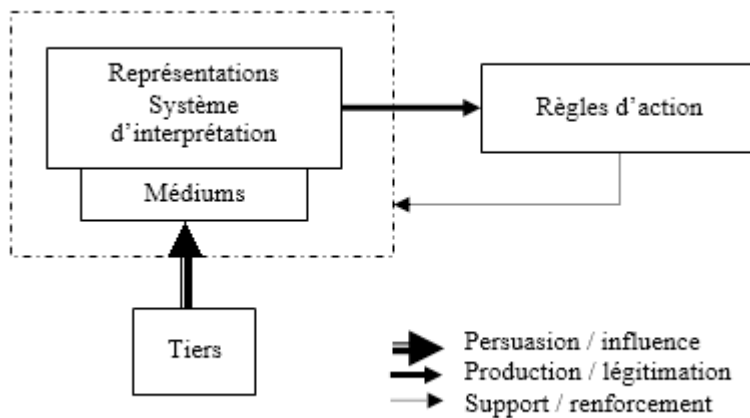 Représentations
Système
d'interprétation
Règles d'action
Médiums
Tiers
Persuasion / influence
Production / légitimation
Support / renforcement